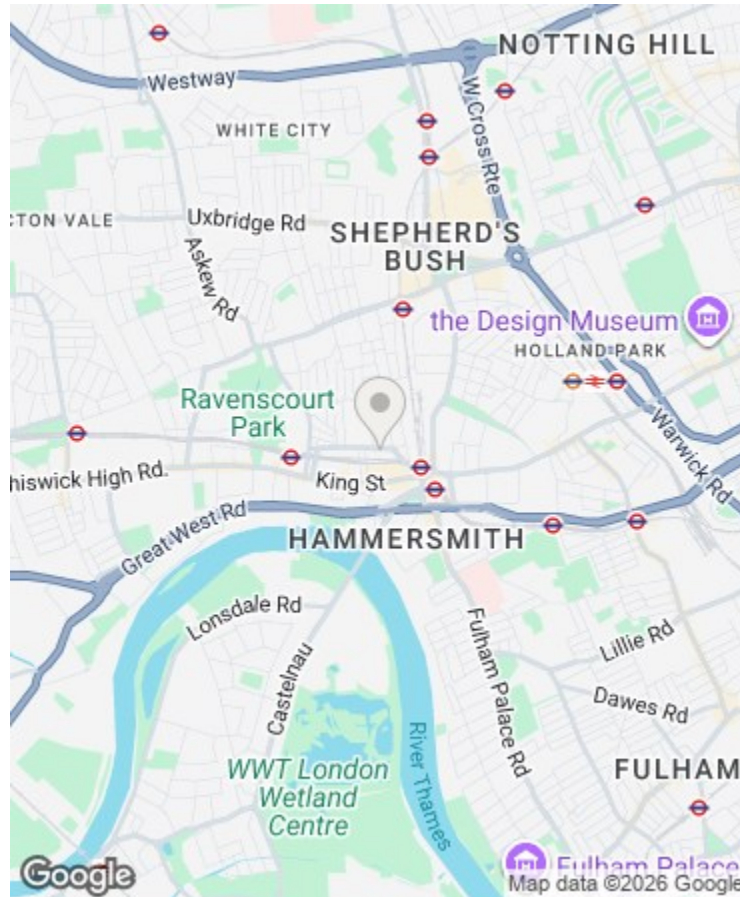 NOTTING HILL
Westway
W Cross Rte
WHITE CITY
CTON VALE
Uxbridge Rd
SHEPHERD'S
BUSH
Askew Rd
the Design Museum
HOLLAND PARK
Ravenscourt
Park
Warwick Rd
hiswick High Rd.
King St
Great West Rd
HAMMERSMITH
Lonsdale Rd
Castelnau
Fulham Palace Rd
Lillie Rd
Dawes Rd
River Thames
WWT London
Wetland
Centre
FULHAM
Fulham Palace
Google
Map data ©2026 Google